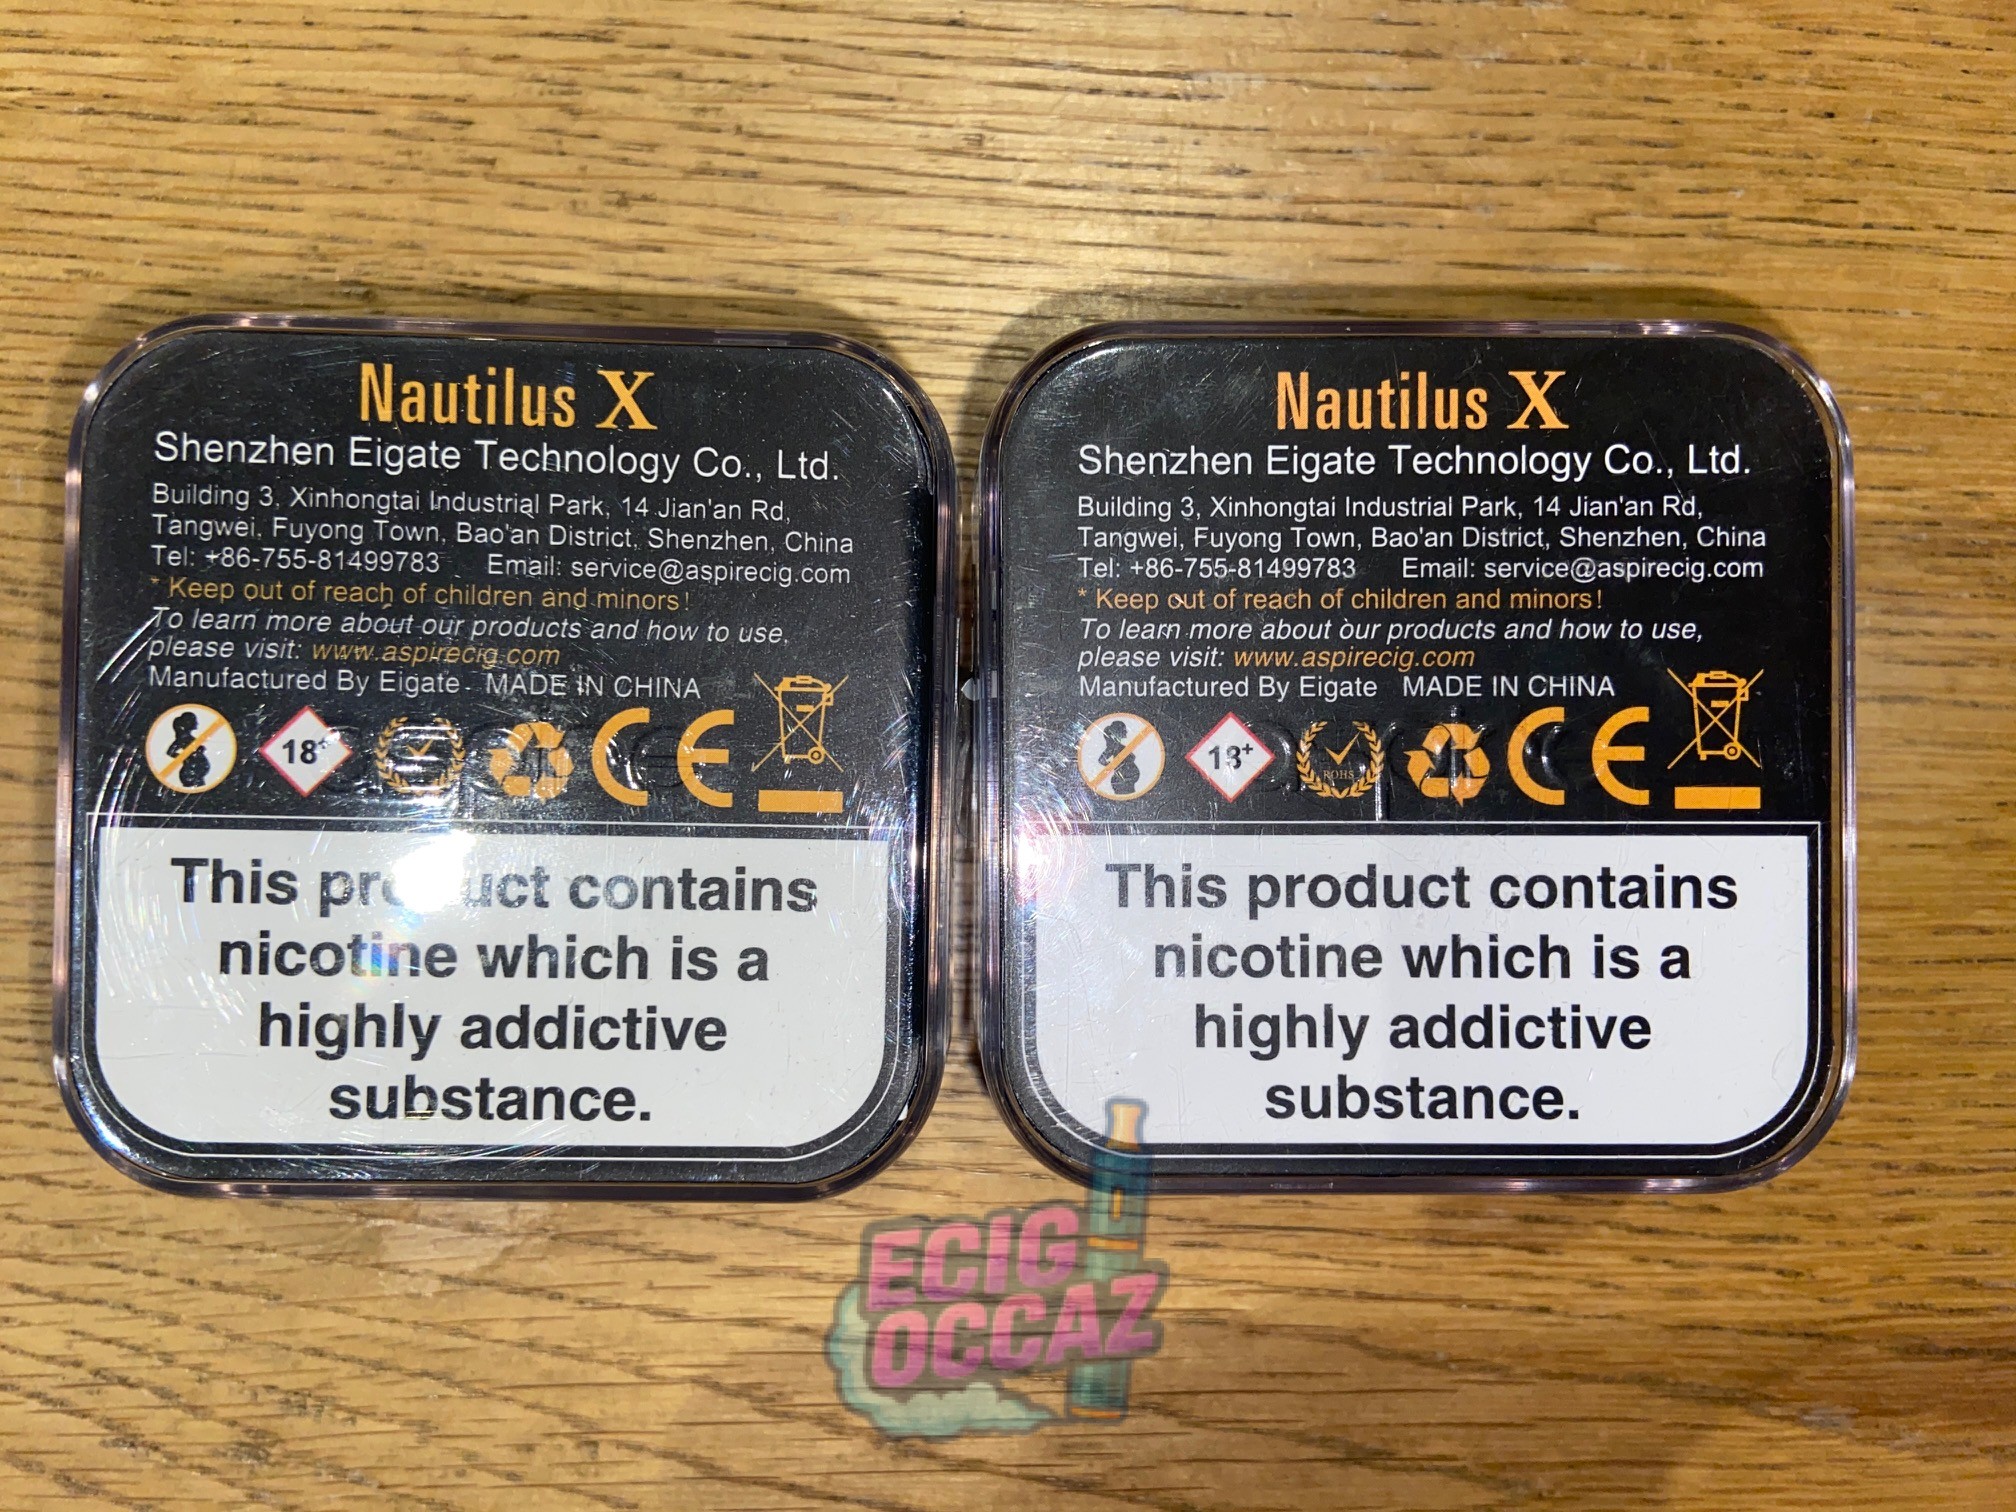 Nautilus X
Shenzhen Eigate Technology Co., Ltd.
Building 3, Xinhongtai Industrial Park, 14 Jian'an Rd,
Tangwei, Fuyong Town, Bao'an District, Shenzhen, China
Tel: +86-755-81499783 Email: service@aspirecig.com
* Keep out of reach of children and minors!
To learn more about our products and how to use,
please visit: www.aspirecig.com
Manufactured By Eigate MADE IN CHINA
18+
CE
This product contains
nicotine which is a
highly addictive
substance.
Nautilus X
Shenzhen Eigate Technology Co., Ltd.
Building 3, Xinhongtai Industrial Park, 14 Jian'an Rd,
Tangwei, Fuyong Town, Bao'an District, Shenzhen, China
Tel: +86-755-81499783 Email: service@aspirecig.com
* Keep out of reach of children and minors!
To learn more about our products and how to use,
please visit: www.aspirecig.com
Manufactured By Eigate MADE IN CHINA
18+ ROHS CE
This product contains
nicotine which is a
highly addictive
substance.
ECIG
OCCAZ